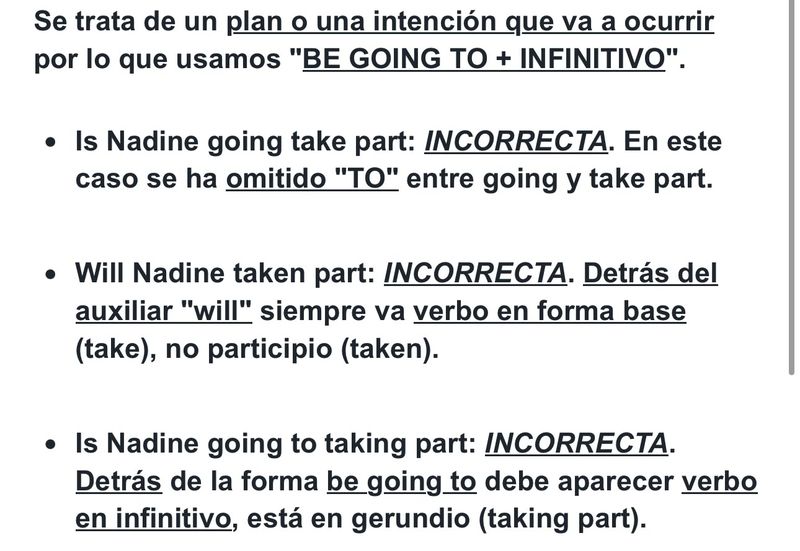 Se trata de un plan o una intención que va a ocurrir
por lo que usamos "BE GOING TO + INFINITIVO".
• Is Nadine going take part: INCORRECTA. En este
caso se ha omitido "TO" entre going y take part.
• Will Nadine taken part: INCORRECTA. Detrás del
auxiliar "will" siempre va verbo en forma base
(take), no participio (taken).
• Is Nadine going to taking part: INCORRECTA.
Detrás de la forma be going to debe aparecer verbo
en infinitivo, está en gerundio (taking part).